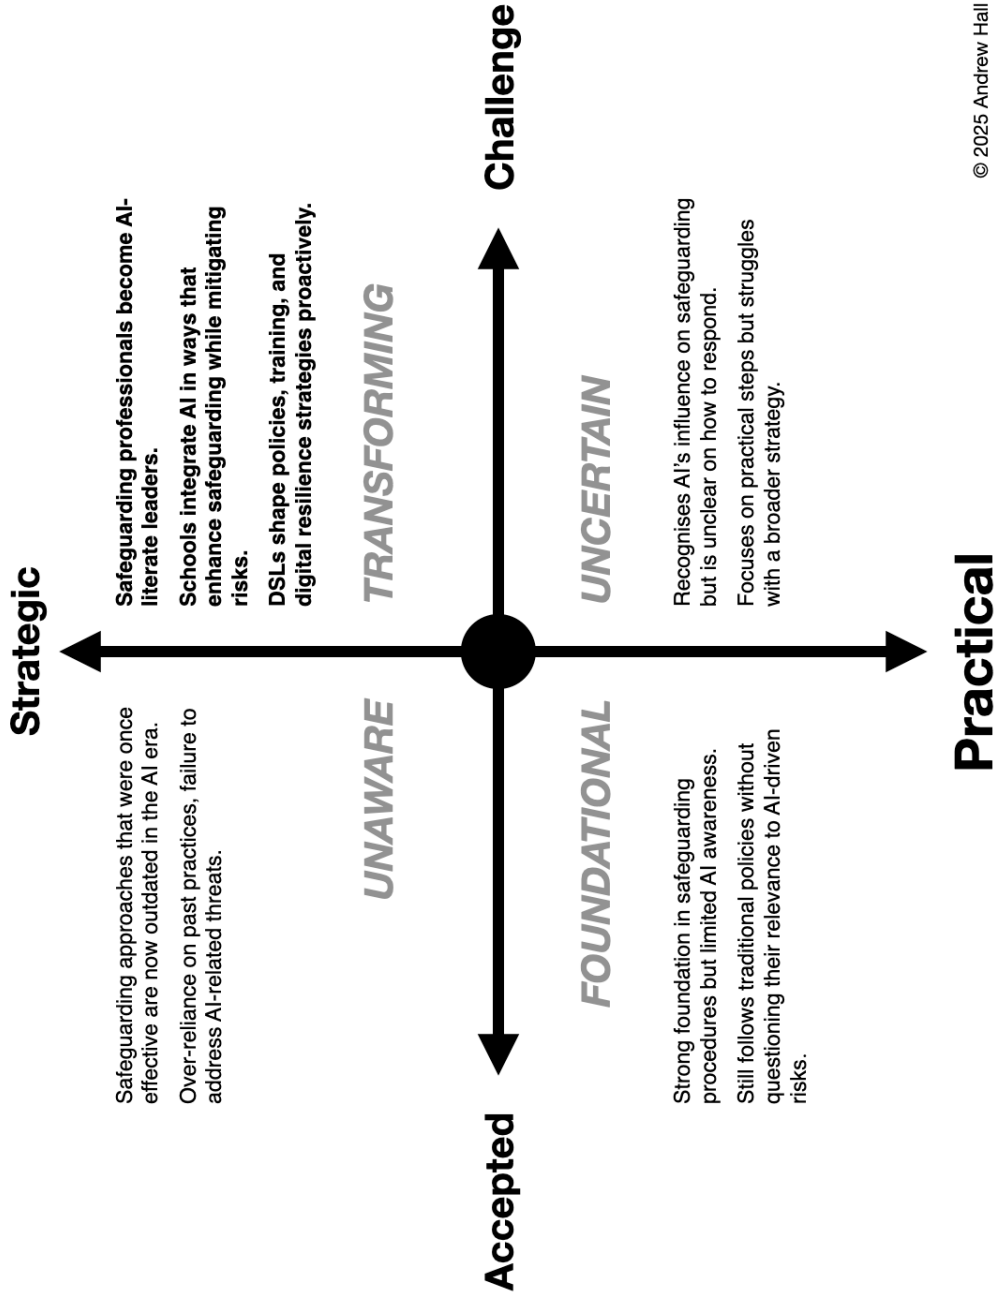 Strategic
Safeguarding approaches that were once
effective are now outdated in the AI era.
Over-reliance on past practices, failure to
address AI-related threats.
UNAWARE
Safeguarding professionals become AI-
literate leaders.
Schools integrate AI in ways that
enhance safeguarding while mitigating
risks.
DSLs shape policies, training, and
digital resilience strategies proactively.
TRANSFORMING
Accepted
Challenge
FOUNDATIONAL
Strong foundation in safeguarding
procedures but limited AI awareness.
Still follows traditional policies without
questioning their relevance to AI-driven
risks.
UNCERTAIN
Recognises AI’s influence on safeguarding
but is unclear on how to respond.
Focuses on practical steps but struggles
with a broader strategy.
Practical
© 2025 Andrew Hall